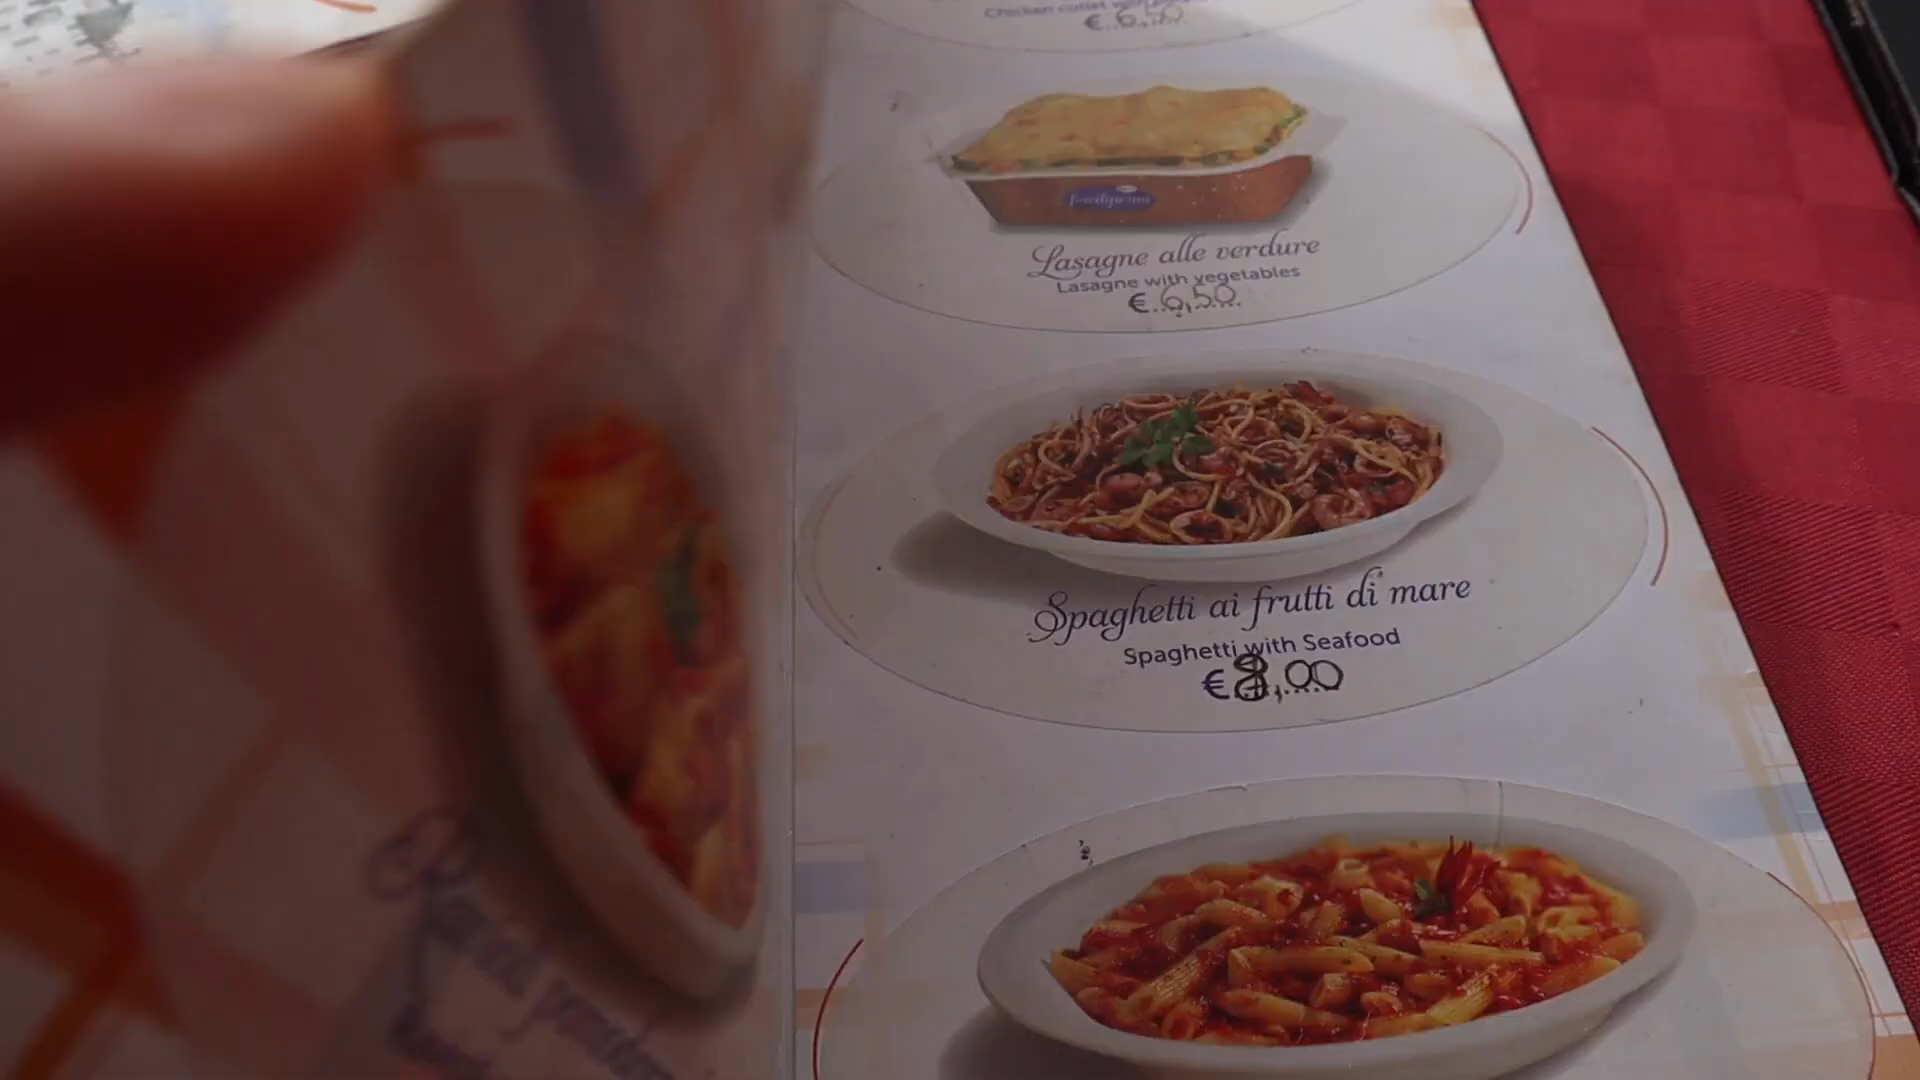 € 6,50
Lasagne alle verdure
Lasagne with vegetables
€ 6,50
Spaghetti ai frutti di mare
Spaghetti with Seafood
€ 8,00